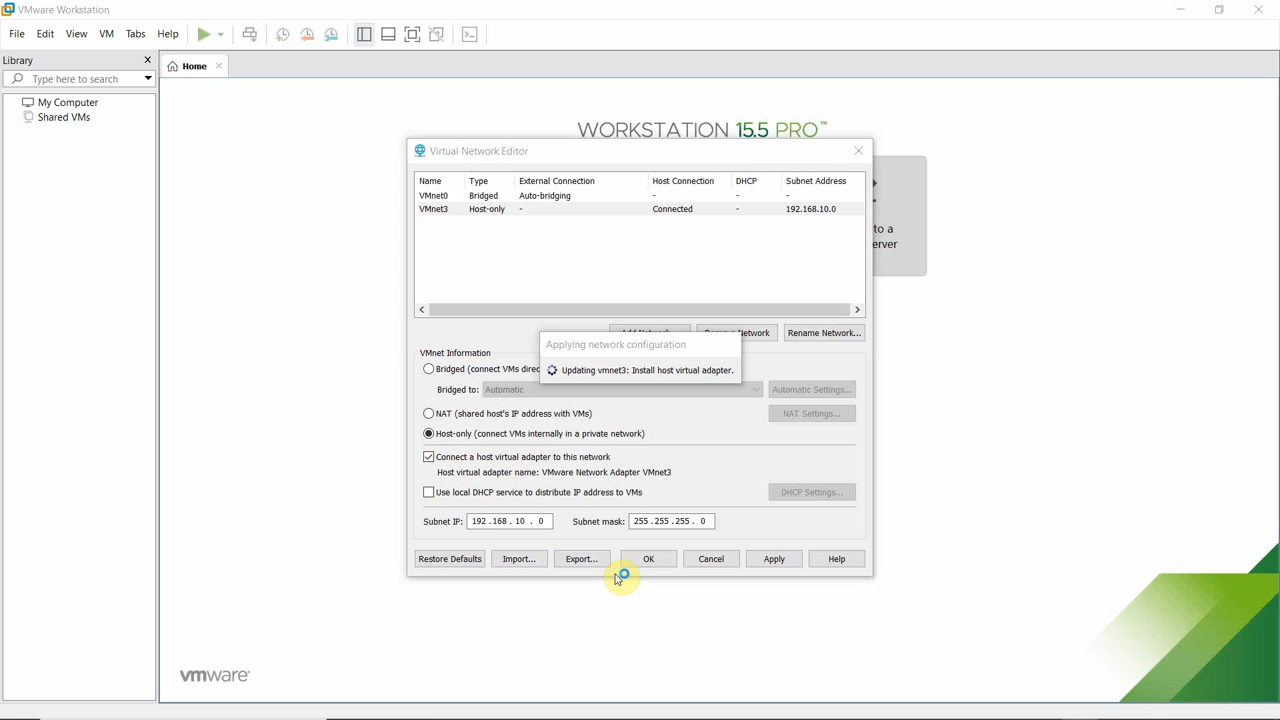 VMware Workstation
File Edit View VM Tabs Help
Library
Type here to search
My Computer
Shared VMs
Home
WORKSTATION 15.5 PRO™
to a
erver
Virtual Network Editor
Name Type External Connection Host Connection DHCP Subnet Address
VMnet0 Bridged Auto-bridging - - -
VMnet3 Host-only - Connected - 192.168.10.0
Rename Network...
Applying network configuration
Updating vmnet3: Install host virtual adapter.
VMnet Information
Bridged (connect VMs direc
Bridged to: Automatic Automatic Settings...
NAT (shared host's IP address with VMs) NAT Settings...
Host-only (connect VMs internally in a private network)
Connect a host virtual adapter to this network
Host virtual adapter name: VMware Network Adapter VMnet3
Use local DHCP service to distribute IP address to VMs DHCP Settings...
Subnet IP: 192 . 168 . 10 . 0 Subnet mask: 255 . 255 . 255 . 0
Restore Defaults Import... Export... OK Cancel Apply Help
vmware®